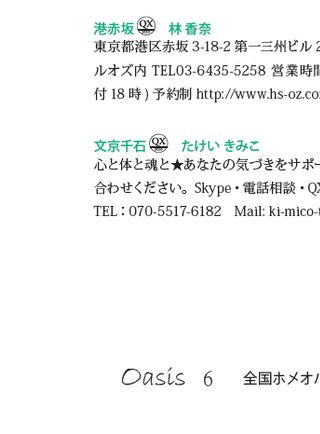 港赤坂 QX 林 香奈
東京都港区赤坂 3-18-2 第一三州ビル 2
ルオズ内 TEL03-6435-5258 営業時間
付 18 時 ) 予約制 http://www.hs-oz.co
文京千石 QX たけい きみこ
心と体と魂と★あなたの気づきをサポー
合わせください。Skype・電話相談・QX
TEL：070-5517-6182 Mail: ki-mico-t
Oasis 6 全国ホメオパ